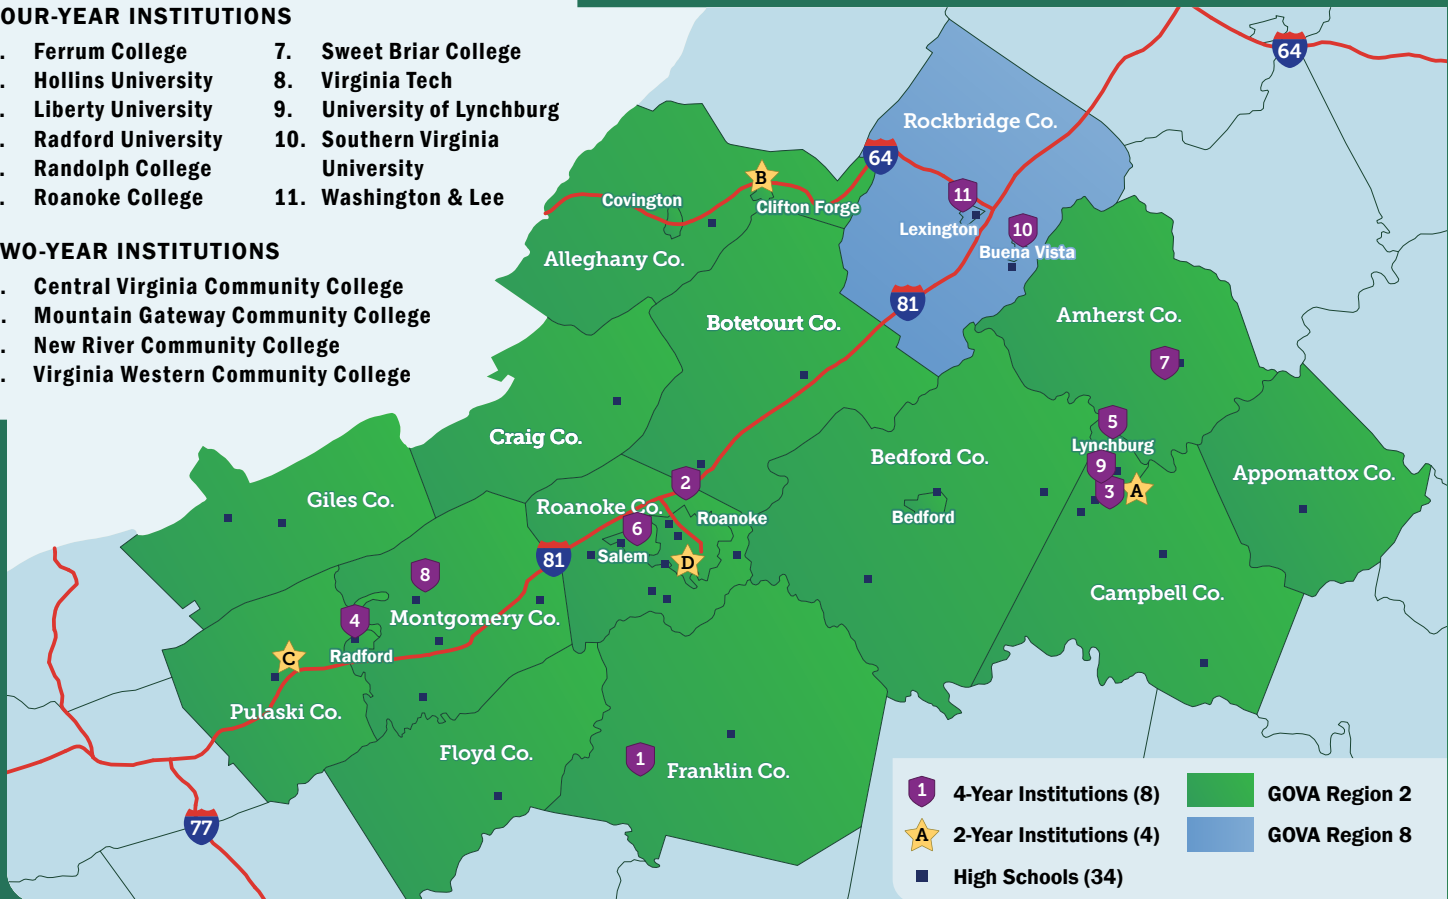 OUR-YEAR INSTITUTIONS
. Ferrum College
. Hollins University
. Liberty University
. Radford University
. Randolph College
. Roanoke College
7. Sweet Briar College
8. Virginia Tech
9. University of Lynchburg
10. Southern Virginia
University
11. Washington & Lee
WO-YEAR INSTITUTIONS
. Central Virginia Community College
. Mountain Gateway Community College
. New River Community College
. Virginia Western Community College
64
Rockbridge Co.
64
B
11
Covington
Clifton Forge
Lexington
10
Buena Vista
Alleghany Co.
81
Botetourt Co.
Amherst Co.
7
5
Craig Co.
Lynchburg
Bedford Co.
9
Appomattox Co.
2
3
A
Giles Co.
Roanoke Co.
Roanoke
Bedford
6
Salem
81
D
8
Campbell Co.
4
Montgomery Co.
C
Radford
Pulaski Co.
Floyd Co.
1
Franklin Co.
77
1 4-Year Institutions (8)
A 2-Year Institutions (4)
High Schools (34)
GOVA Region 2
GOVA Region 8